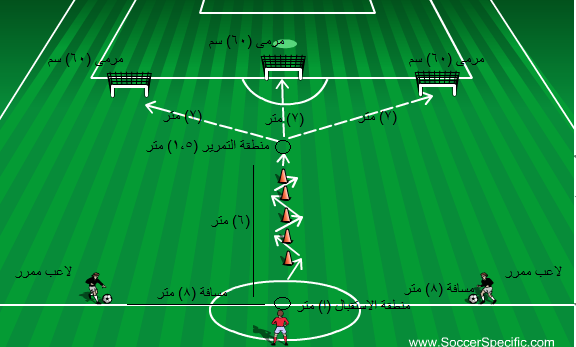 مرمى (٦٠) سم
مرمى (٦٠) سم
مرمى (٦٠) سم
(٧) متر
(٧) متر
(٧) متر
منطقة التمرير (١،٥) متر
(٦) متر
لاعب ممرر
لاعب ممرر
مسافة (٨) متر
مسافة (٨) متر
منطقة الاستقبال (١) متر
www.SoccerSpecific.com